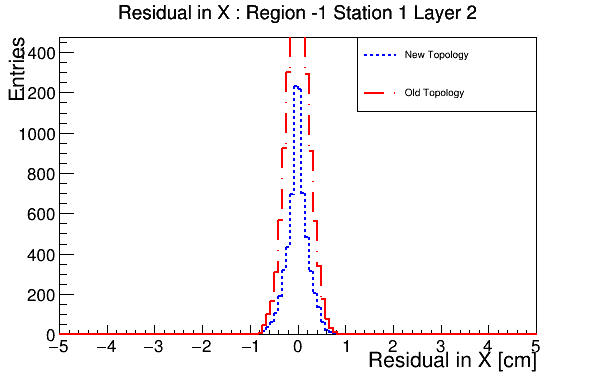 Residual in X : Region -1 Station 1 Layer 2
Entries
1400
1200
1000
800
600
400
200
0
New Topology
Old Topology
−5 −4 −3 −2 −1 0 1 2 3 4 5
Residual in X [cm]